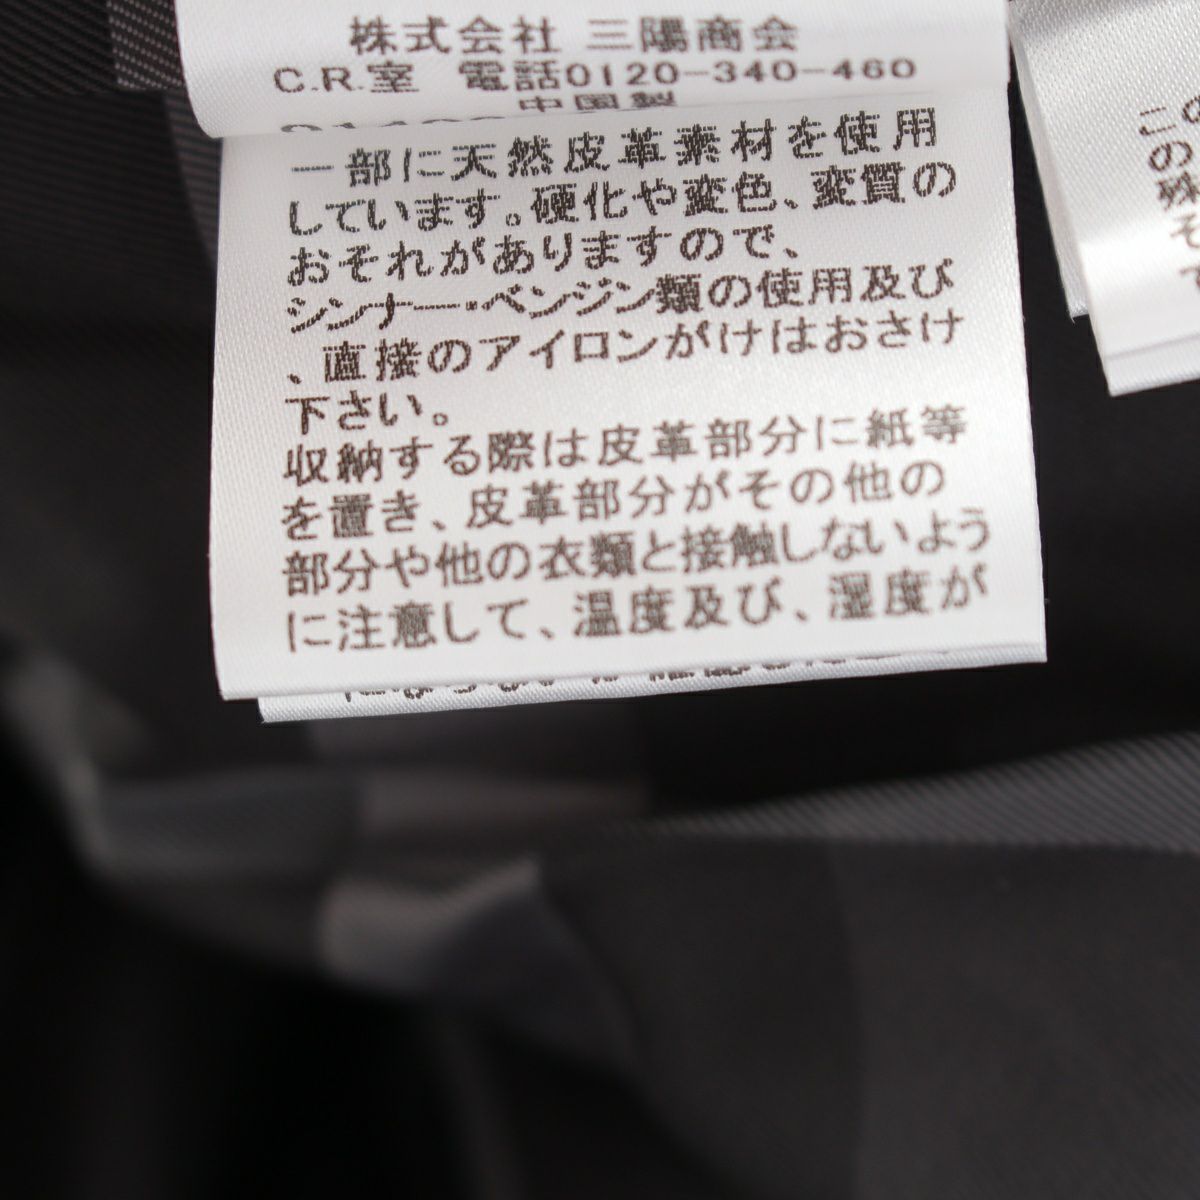 株式会社 三陽商会
C.R.室 電話0120-340-460
中国製
一部に天然皮革素材を使用
しています。硬化や変色、変質の
おそれがありますので、
シンナー・ベンジン類の使用及び
、直接のアイロンがけはおさけ
下さい。
収納する際は皮革部分に紙等
を置き、皮革部分がその他の
部分や他の衣類と接触しないよう
に注意して、温度及び、湿度が
この
の
残
そ
で